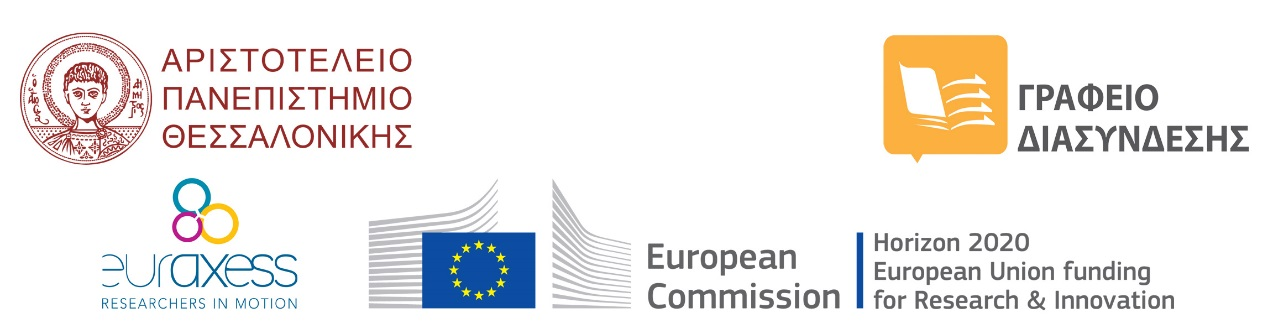 ΑΡΙΣΤΟΤΕΛΕΙΟ
ΠΑΝΕΠΙΣΤΗΜΙΟ
ΘΕΣΣΑΛΟΝΙΚΗΣ
ΓΡΑΦΕΙΟ
ΔΙΑΣΥΝΔΕΣΗΣ
euraxess
RESEARCHERS IN MOTION
European
Commission
Horizon 2020
European Union funding
for Research & Innovation